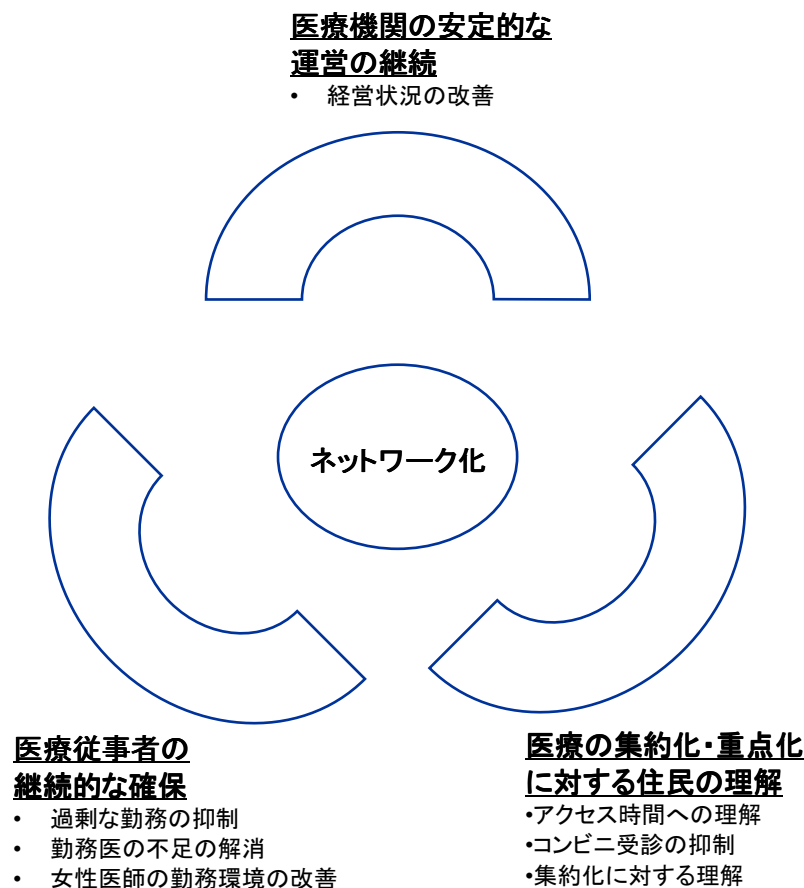 医療機関の安定的な
運営の継続
• 経営状況の改善
ネットワーク化
医療従事者の
継続的な確保
• 過剰な勤務の抑制
• 勤務医の不足の解消
• 女性医師の勤務環境の改善
医療の集約化・重点化
に対する住民の理解
•アクセス時間への理解
•コンビニ受診の抑制
•集約化に対する理解